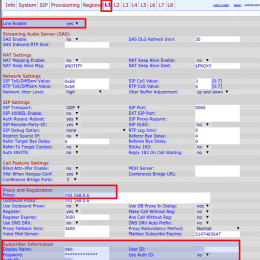 Info System SIP Provisioning Regional L1 L2 L3 L4 L5 L6 L7 L8
Line Enable: yes
Streaming Audio Server (SAS)
SAS Enable: no SAS DLG Refresh Intvl: 30
SAS Inbound RTP Sink:
NAT Settings
NAT Mapping Enable: no NAT Keep Alive Enable: no
NAT Keep Alive Msg: $NOTIFY NAT Keep Alive Dest: $PROXY
Network Settings
SIP TOS/DiffServ Value: 0x68 SIP CoS Value: 3 [0-7]
RTP ToS/DiffServ Value: 0xb8 RTP CoS Value: 6 [0-7]
Network Jitter Level: high Jitter Buffer Adjustment: up and down
SIP Settings
SIP Transport: UDP SIP Port: 5060
SIP 100REL Enable: no EXT SIP Port:
Auth Resync-Reboot: yes SIP Proxy-Require:
SIP Remote-Party-ID: yes SIP GUID: no
SIP Debug Option: none RTP Log Intvl: 0
Restrict Source IP: no Referor Bye Delay: 4
Refer Target Bye Delay: 0 Referee Bye Delay: 0
Refer-To Target Contact: no Sticky 183: no
Auth INVITE: no Reply 182 On Call Waiting: no
Call Feature Settings
Blind Attn-Xfer Enable: no MOH Server:
Xfer When Hangup Conf: yes Conference Bridge URL:
Conference Bridge Ports: 3
Proxy and Registration
Proxy: 192.168.0.6
Outbound Proxy: 192.168.0.6
Use Outbound Proxy: no Use OB Proxy In Dialog: yes
Register: yes Make Call Without Reg: no
Register Expires: 3600 Ans Call Without Reg: no
Use DNS SRV: no DNS SRV Auto Prefix: no
Proxy Fallback Intvl: 3600 Proxy Redundancy Method: Normal
Voice Mail Server: Mailbox Subscribe Expires: 2147483647
Subscriber Information
Display Name: User ID:
Password: ************* Use Auth ID: no